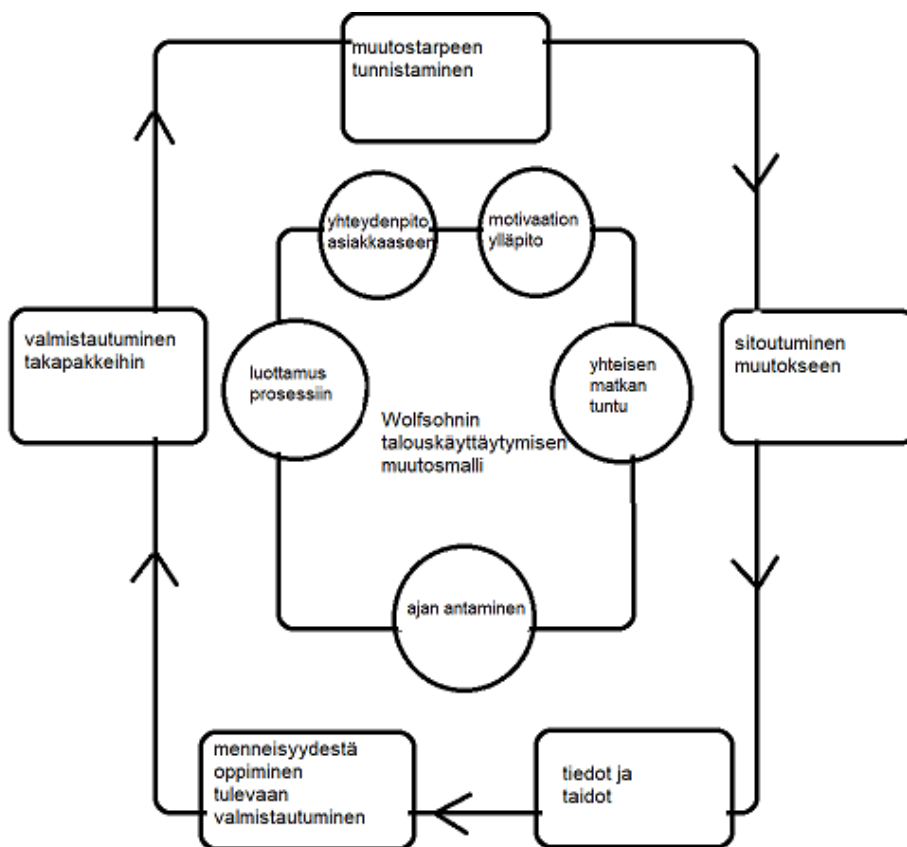 muutostarpeen
tunnistaminen
yhteydenpito
asiakkaaseen
motivaation
ylläpito
valmistautuminen
takapakkeihin
luottamus
prosessiin
yhteisen
matkan
tuntu
sitoutuminen
muutokseen
Wolfsohnin
talouskäyttäytymisen
muutosmalli
ajan antaminen
menneisyydestä
oppiminen
tulevaan
valmistautuminen
tiedot ja
taidot